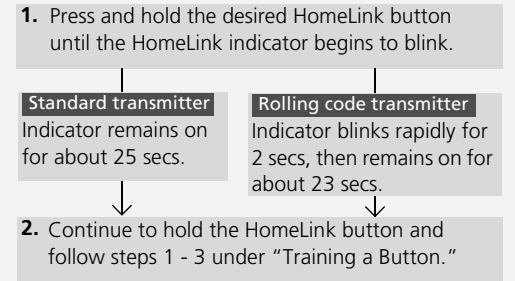 1. Press and hold the desired HomeLink button
until the HomeLink indicator begins to blink.
Standard transmitter
Indicator remains on
for about 25 secs.
Rolling code transmitter
Indicator blinks rapidly for
2 secs, then remains on for
about 23 secs.
2. Continue to hold the HomeLink button and
follow steps 1 - 3 under “Training a Button.”